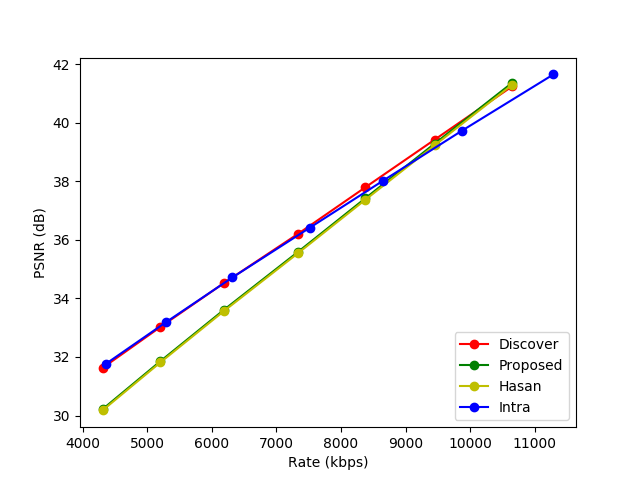 42
40
38
36
34
32
30
PSNR (dB)
4000 5000 6000 7000 8000 9000 10000 11000
Rate (kbps)
Discover
Proposed
Hasan
Intra